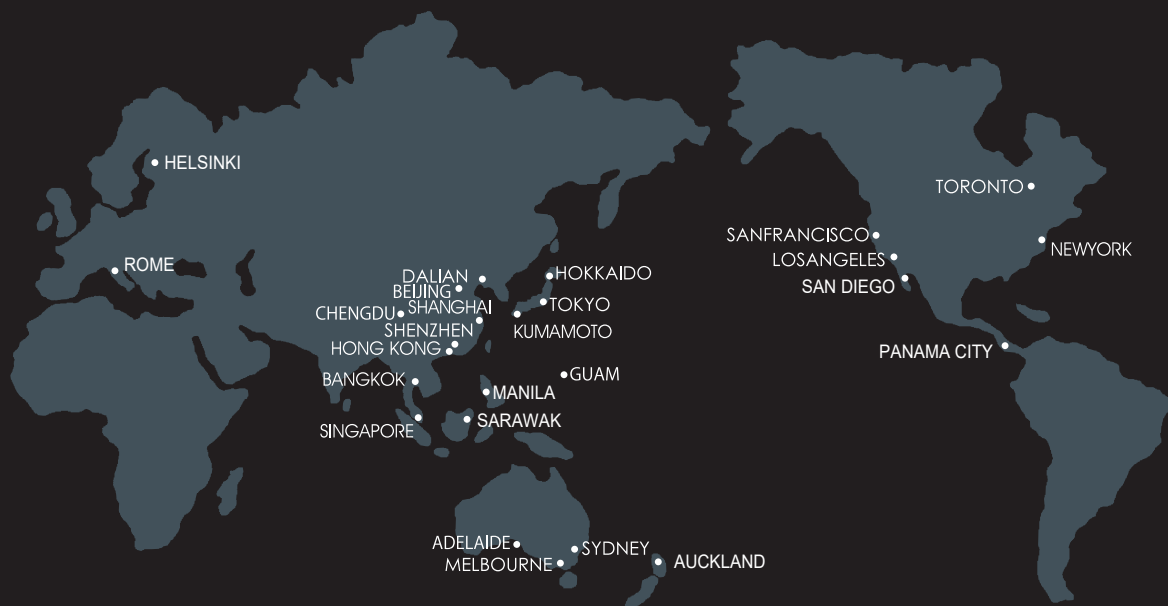 HELSINKI
ROME
DALIAN
BEIJING
SHANGHAI
CHENGDU
SHENZHEN
HONG KONG
BANGKOK
SINGAPORE
HOKKAIDO
TOKYO
KUMAMOTO
GUAM
MANILA
SARAWAK
ADELAIDE
MELBOURNE
SYDNEY
AUCKLAND
TORONTO
SANFRANCISCO
LOSANGELES
SAN DIEGO
NEWYORK
PANAMA CITY